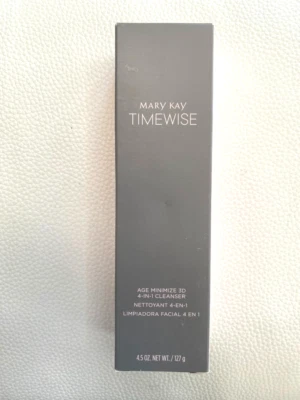 MARY KAY
TIMEWISE
AGE MINIMIZE 3D
4-IN-1 CLEANSER
NETTOYANT 4-EN-1
LIMPIADORA FACIAL 4 EN 1
4.5 OZ. NET WT. / 127 g